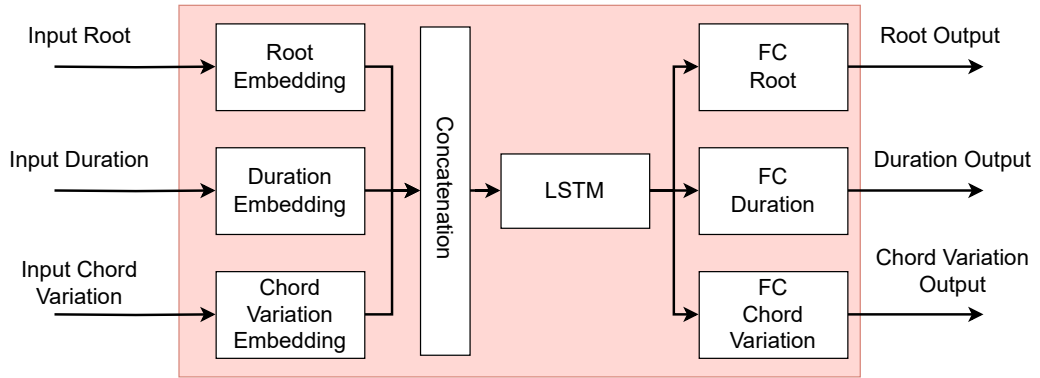 Input Root
Root
Embedding
Input Duration
Duration
Embedding
Input Chord
Variation
Chord
Variation
Embedding
Concatenation
LSTM
FC
Root
FC
Duration
FC
Chord
Variation
Root Output
Duration Output
Chord Variation
Output